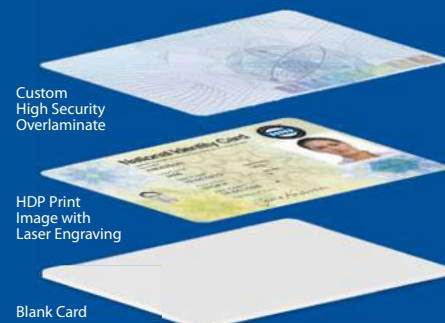 Custom
High Security
Overlaminate
National Identity Card
HDP Print
Image with
Laser Engraving
Blank Card